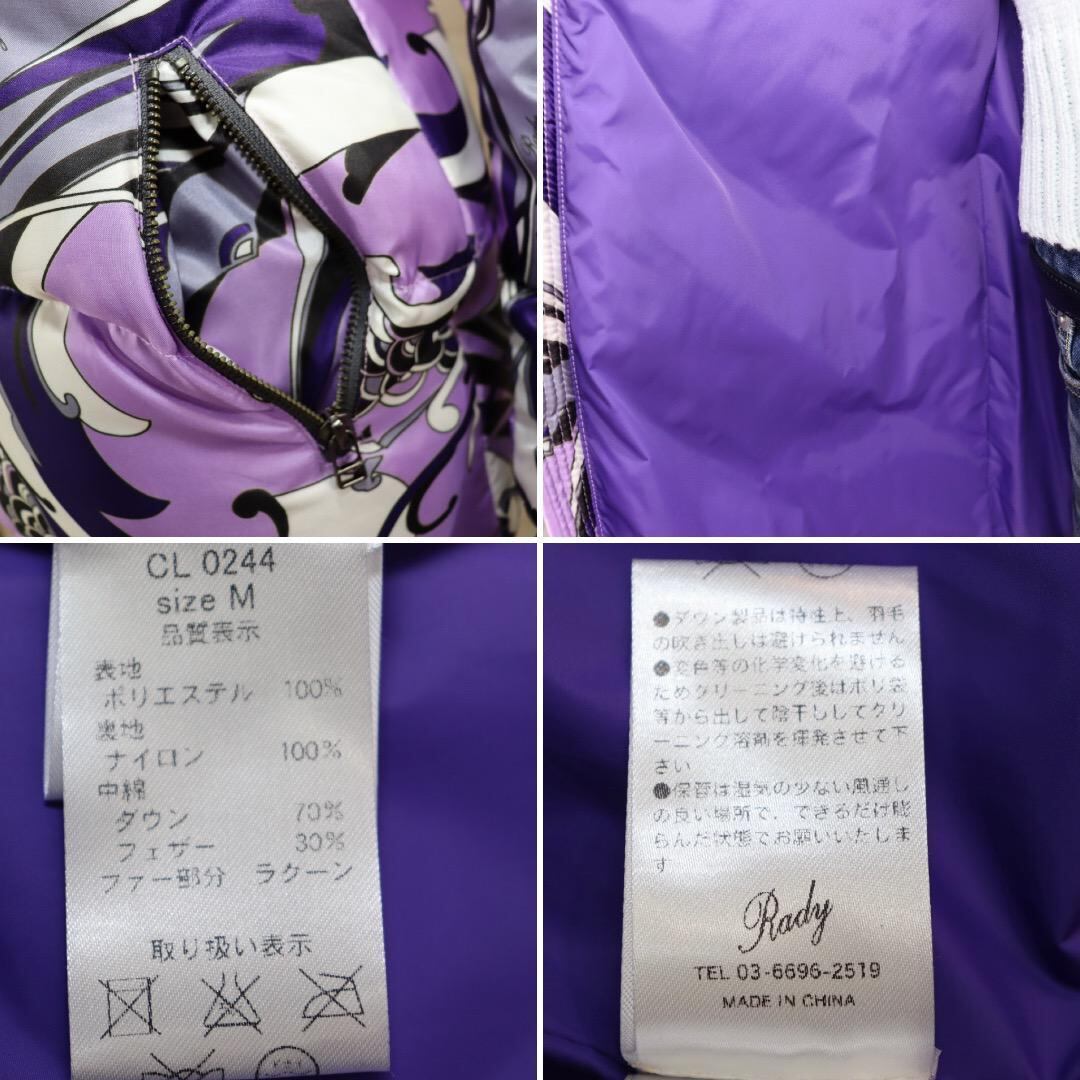 CL 0244
size M
品質表示
表地
ポリエステル 100%
裏地
ナイロン 100%
中綿
ダウン 70%
フェザー 30%
ファー部分 ラクーン
取り扱い表示
●ダウン製品は特性上、羽毛
の吹き出しは避けられません
●変色等の化学変化を避ける
ためクリーニング後はポリ袋
等から出して陰干ししてクリ
ーニング溶剤を揮発させて下
さい
●保管は湿気の少ない風通し
の良い場所で、できるだけ膨
らんだ状態でお願いいたしま
す
Rady
TEL 03-6696-2519
MADE IN CHINA